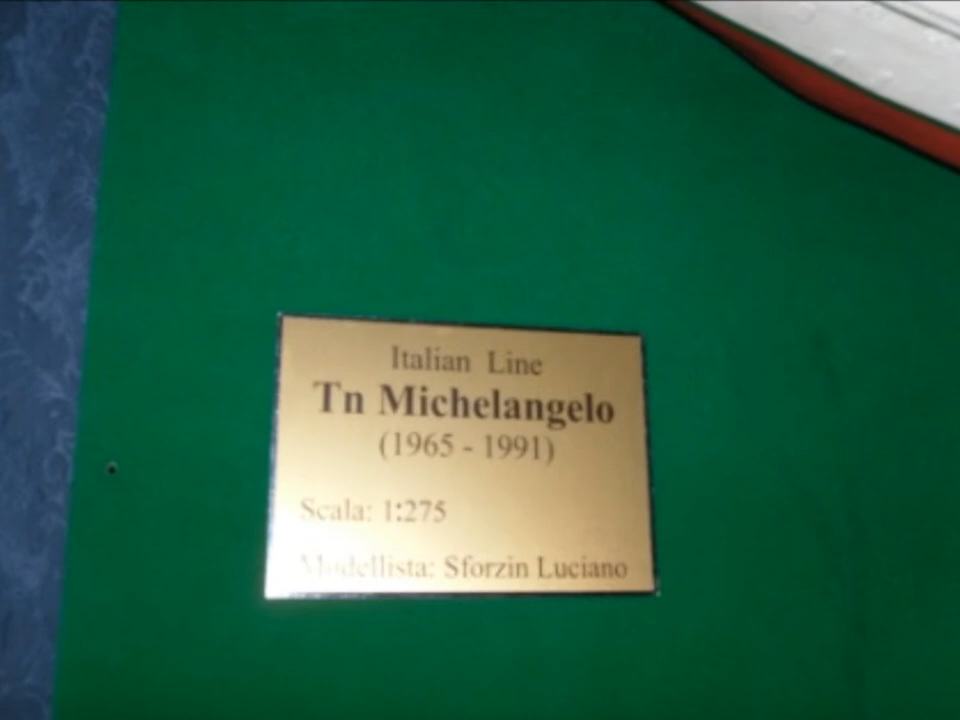 Italian Line
Tn Michelangelo
(1965 - 1991)
Scala: 1:275
Modellista: Sforzin Luciano